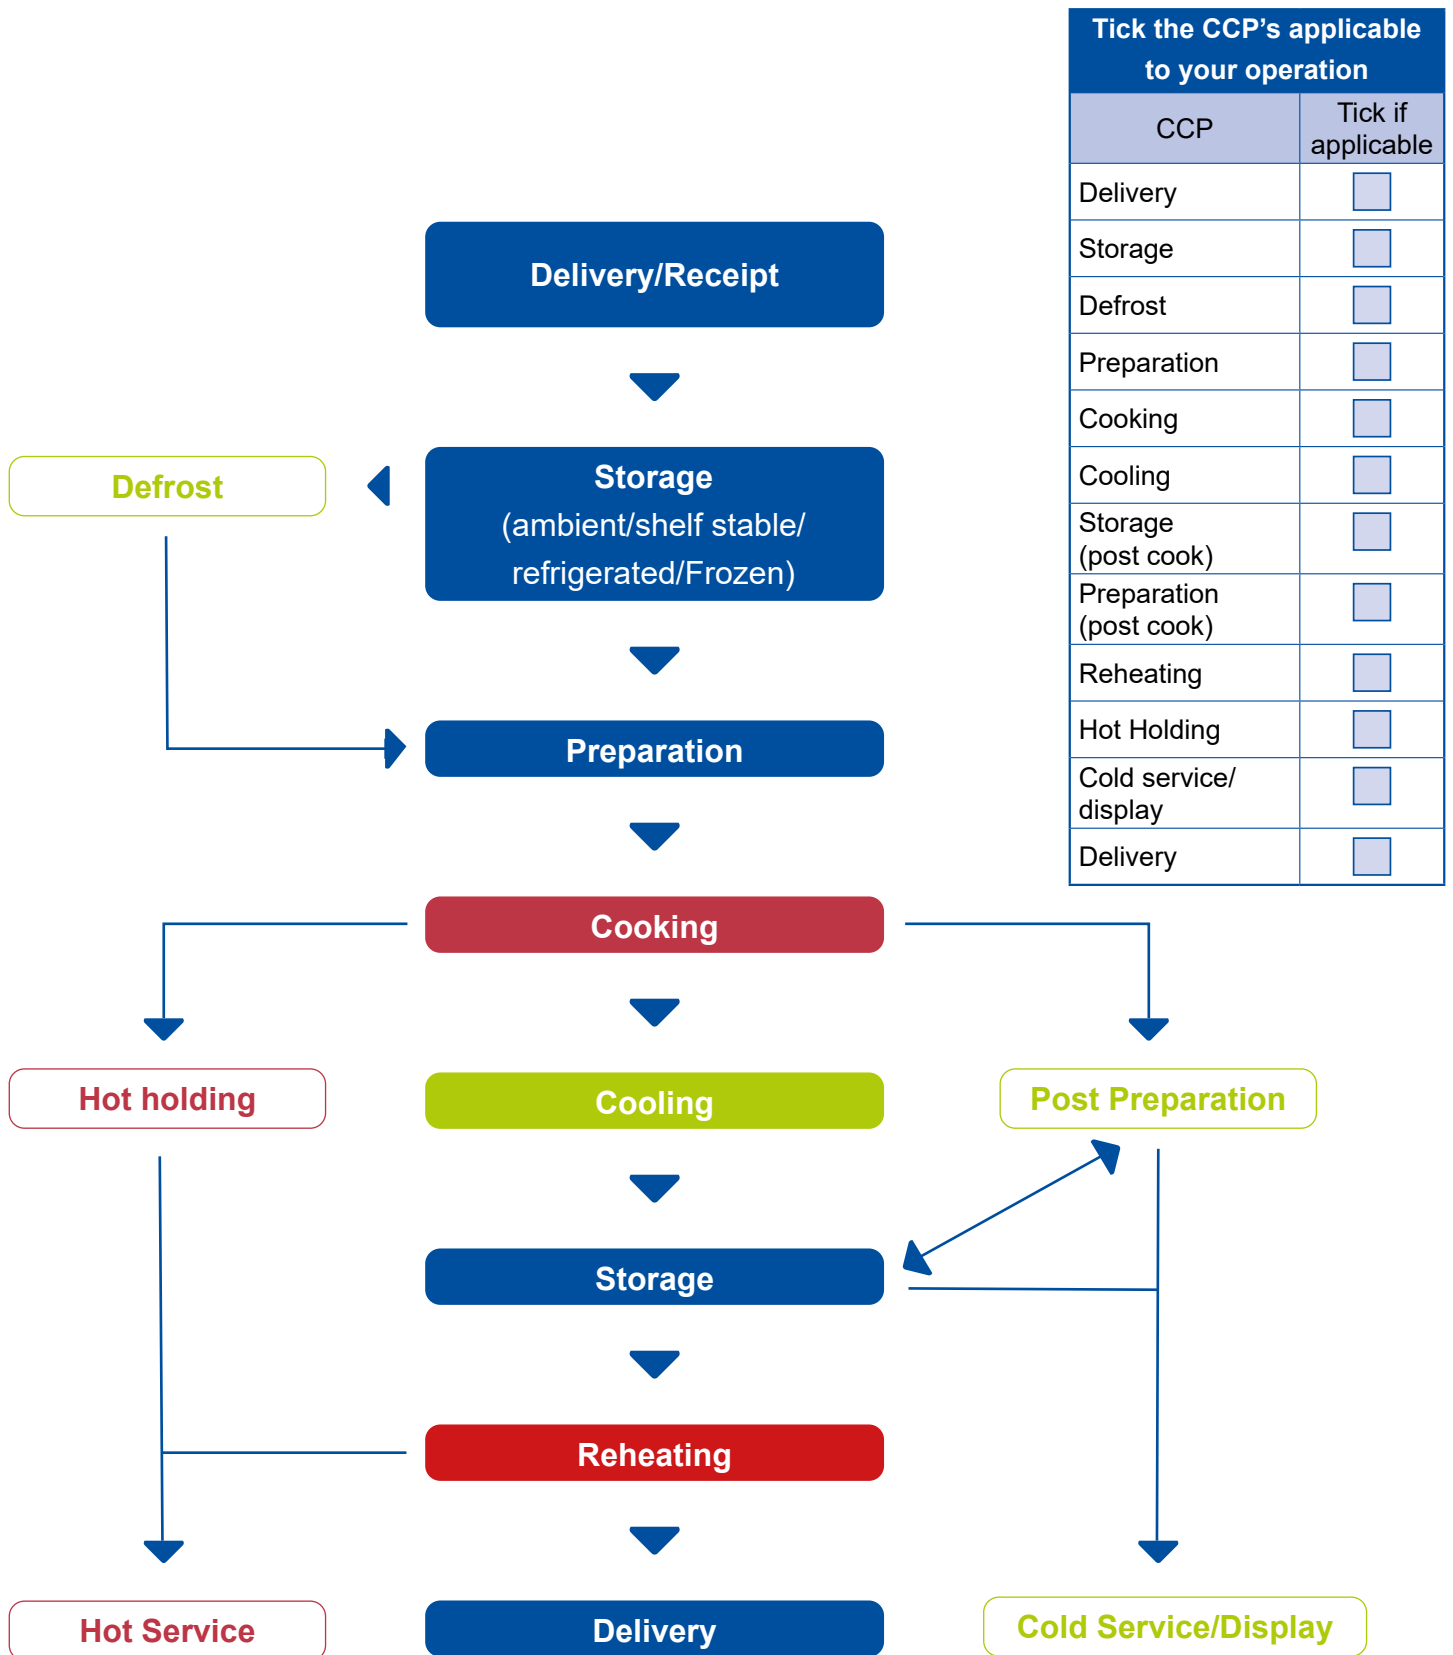 Tick the CCP's applicable
to your operation
CCP
Tick if
applicable
Delivery
Storage
Defrost
Preparation
Cooking
Cooling
Storage
(post cook)
Preparation
(post cook)
Reheating
Hot Holding
Cold service/
display
Delivery
Delivery/Receipt
Defrost
Storage
(ambient/shelf stable/
refrigerated/Frozen)
Preparation
Cooking
Hot holding
Cooling
Post Preparation
Storage
Reheating
Hot Service
Delivery
Cold Service/Display